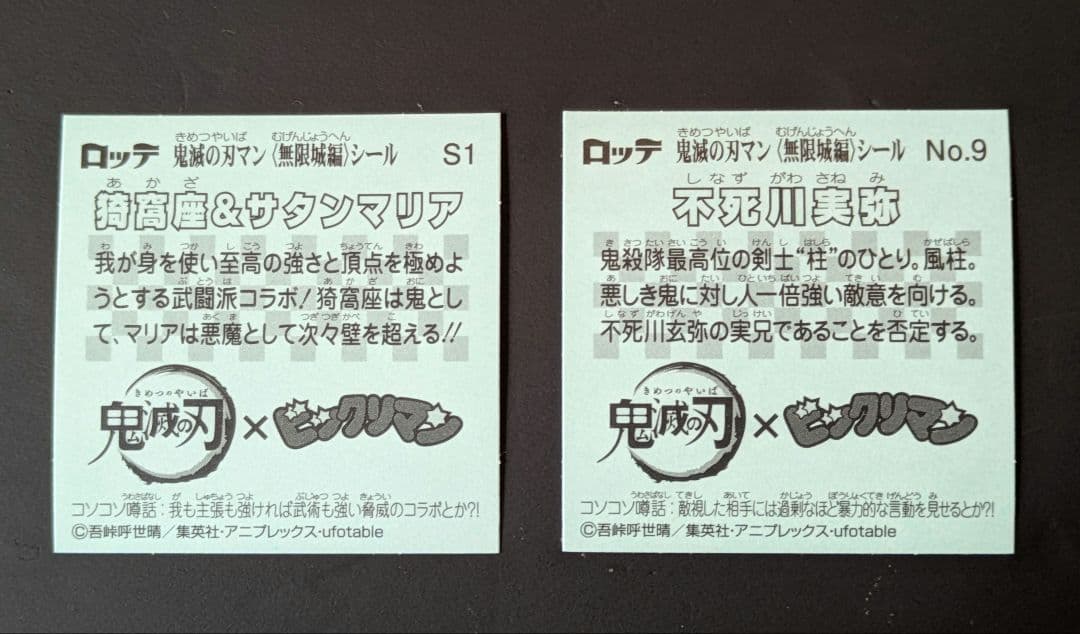 きめつやいば むげんじょうへん
ロッテ 鬼滅の刃マン〈無限城編〉シール S1
あかざ
猗窩座&サタンマリア
わ み つか しこう つよ ちょうてん きわ
我が身を使い至高の強さと頂点を極めよ
ぶとうは あかざ おに
うとする武闘派コラボ!猗窩座は鬼とし
あくま つぎつぎかべ こ
て、マリアは悪魔として次々壁を超える!!
きめつのやいば
鬼滅の刃×ビックリマン
うわさばなし が しゅちょう つよ ぶじゅつ つよ きょうい
コソコソ噂話:我も主張も強ければ武術も強い脅威のコラボとか?!
©吾峠呼世晴/集英社・アニプレックス・ufotable
きめつやいば むげんじょうへん
ロッテ 鬼滅の刃マン〈無限城編〉シール No.9
しなずがわ さねみ
不死川実弥
きさつたいさいこうい けんし はしら かぜばしら
鬼殺隊最高位の剣士“柱”のひとり。風柱。
あ おに たい ひといちばいつよ てきい む
悪しき鬼に対し人一倍強い敵意を向ける。
しなずがわげんや じっけい ひてい
不死川玄弥の実兄であることを否定する。
きめつのやいば
鬼滅の刃×ビックリマン
うわさばなし てきし あいて かじょう ぼうりょくてき げんどう み
コソコソ噂話:敵視した相手には過剰なほど暴力的な言動を見せるとか?!
©吾峠呼世晴/集英社・アニプレックス・ufotable